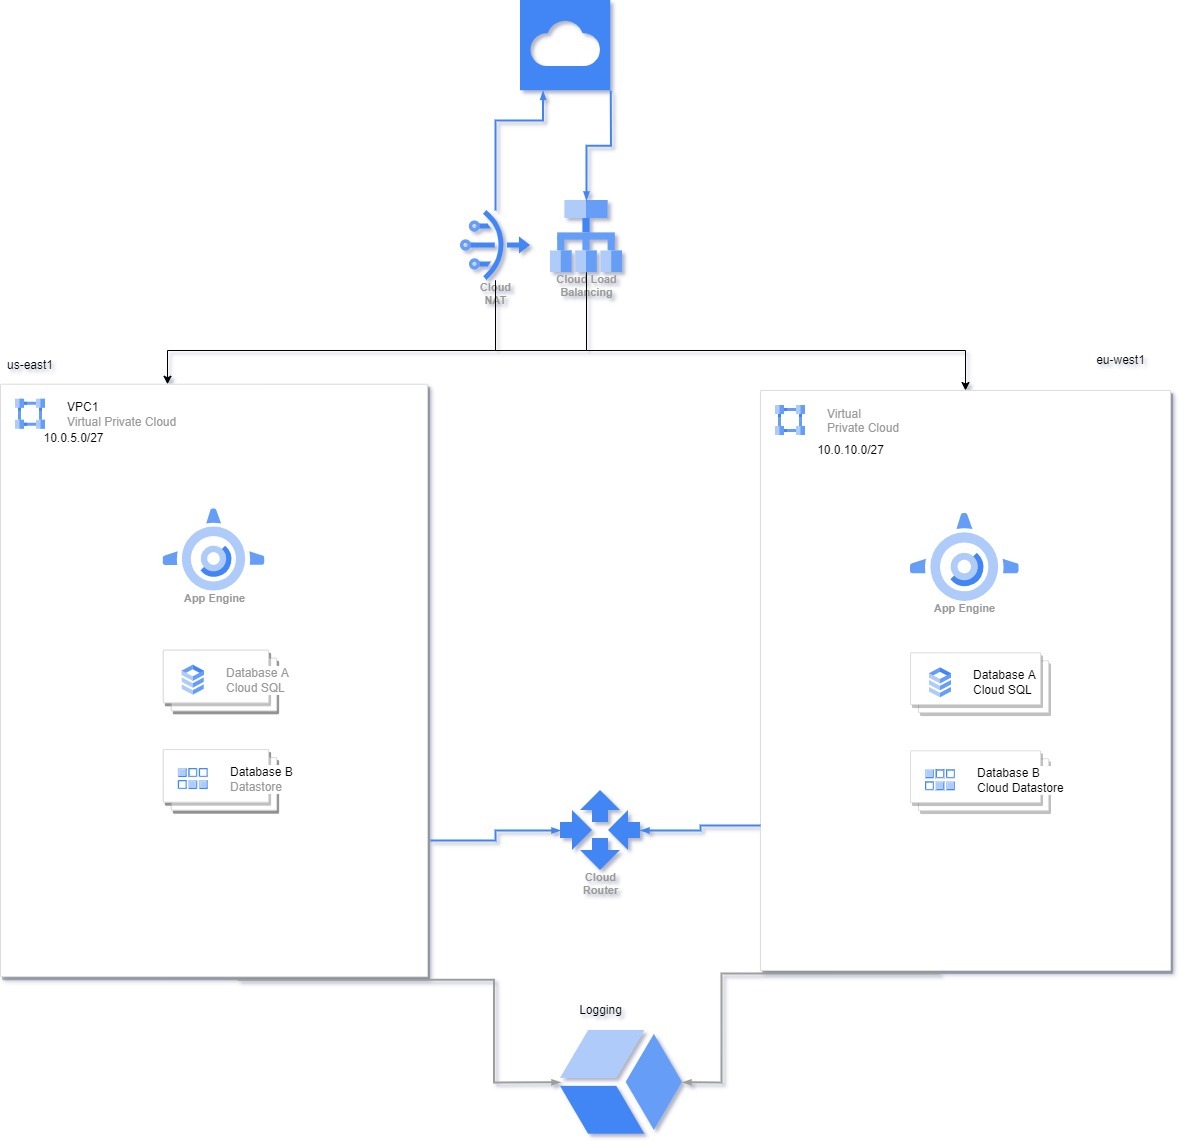 Cloud
NAT
Cloud Load
Balancing
us-east1
eu-west1
VPC1
Virtual Private Cloud
10.0.5.0/27
Virtual
Private Cloud
10.0.10.0/27
App Engine
App Engine
Database A
Cloud SQL
Database A
Cloud SQL
Database B
Datastore
Database B
Cloud Datastore
Cloud
Router
Logging